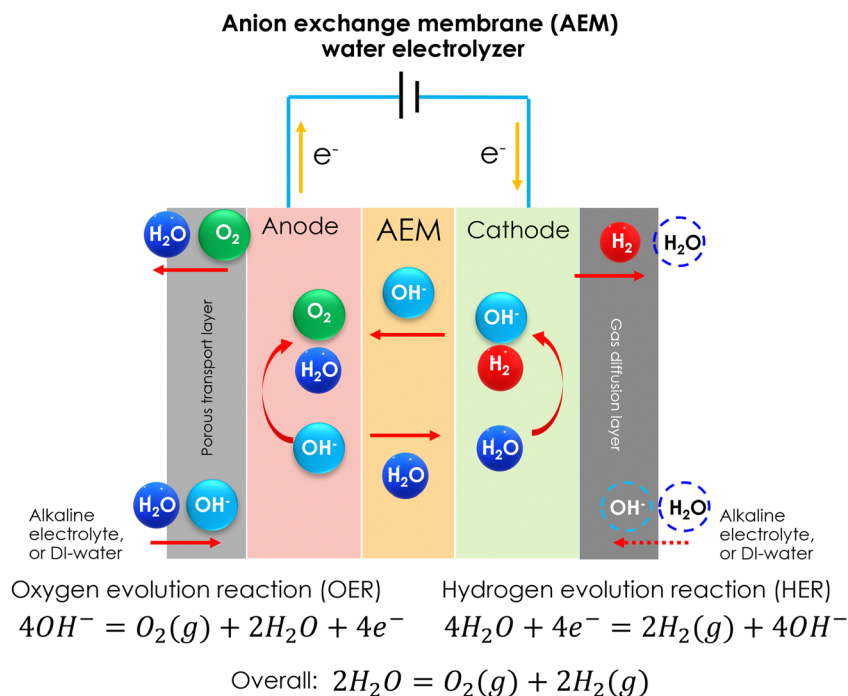 Anion exchange membrane (AEM)
water electrolyzer
e⁻
e⁻
H₂O
O₂
Anode
AEM
Cathode
H₂
H₂O
OH⁻
O₂
OH⁻
H₂O
H₂
Porous transport layer
Gas diffusion layer
OH⁻
H₂O
H₂O
H₂O
OH⁻
OH⁻
H₂O
Alkaline
electrolyte,
or DI-water
Alkaline
electrolyte,
or DI-water
Oxygen evolution reaction (OER)
4OH⁻ = O₂(g) + 2H₂O + 4e⁻
Hydrogen evolution reaction (HER)
4H₂O + 4e⁻ = 2H₂(g) + 4OH⁻
Overall: 2H₂O = O₂(g) + 2H₂(g)